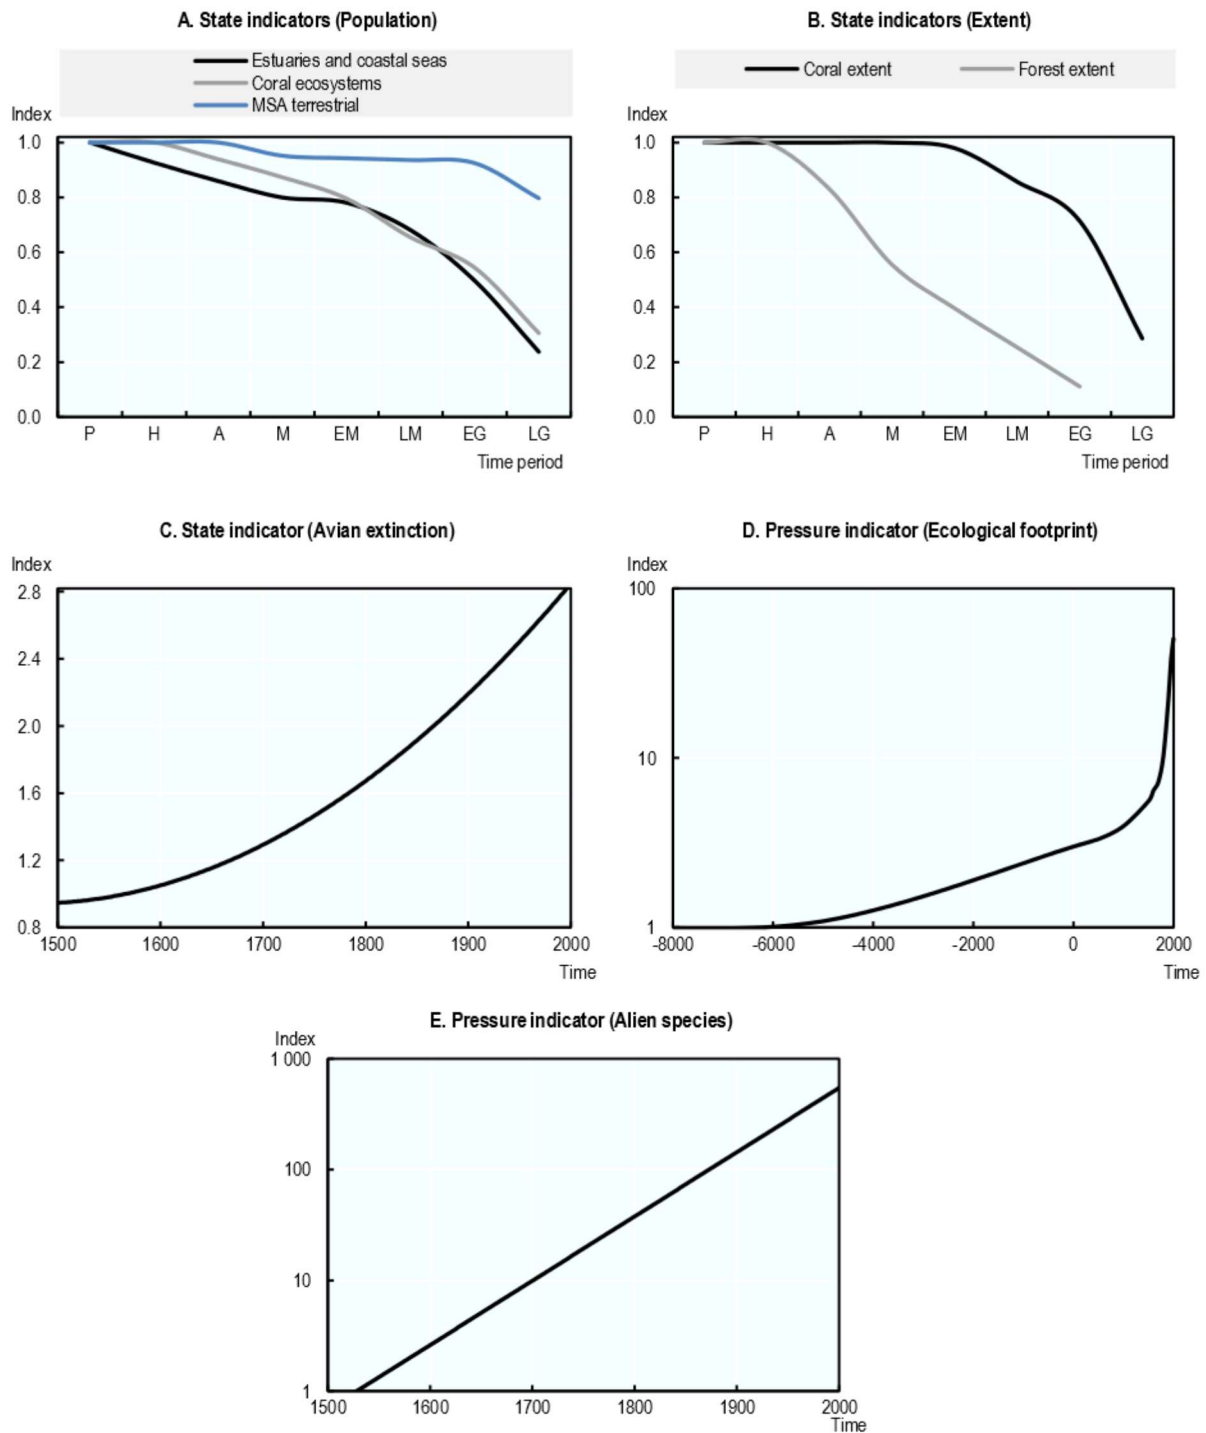 A. State indicators (Population)
Estuaries and coastal seas
Coral ecosystems
MSA terrestrial
Index
1.0
0.8
0.6
0.4
0.2
0.0
P H A M EM LM EG LG
Time period
B. State indicators (Extent)
Coral extent Forest extent
Index
1.0
0.8
0.6
0.4
0.2
0.0
P H A M EM LM EG LG
Time period
C. State indicator (Avian extinction)
Index
2.8
2.4
2.0
1.6
1.2
0.8
1500 1600 1700 1800 1900 2000
Time
D. Pressure indicator (Ecological footprint)
Index
100
10
1
-8000 -6000 -4000 -2000 0 2000
Time
E. Pressure indicator (Alien species)
Index
1 000
100
10
1
1500 1600 1700 1800 1900 2000
Time